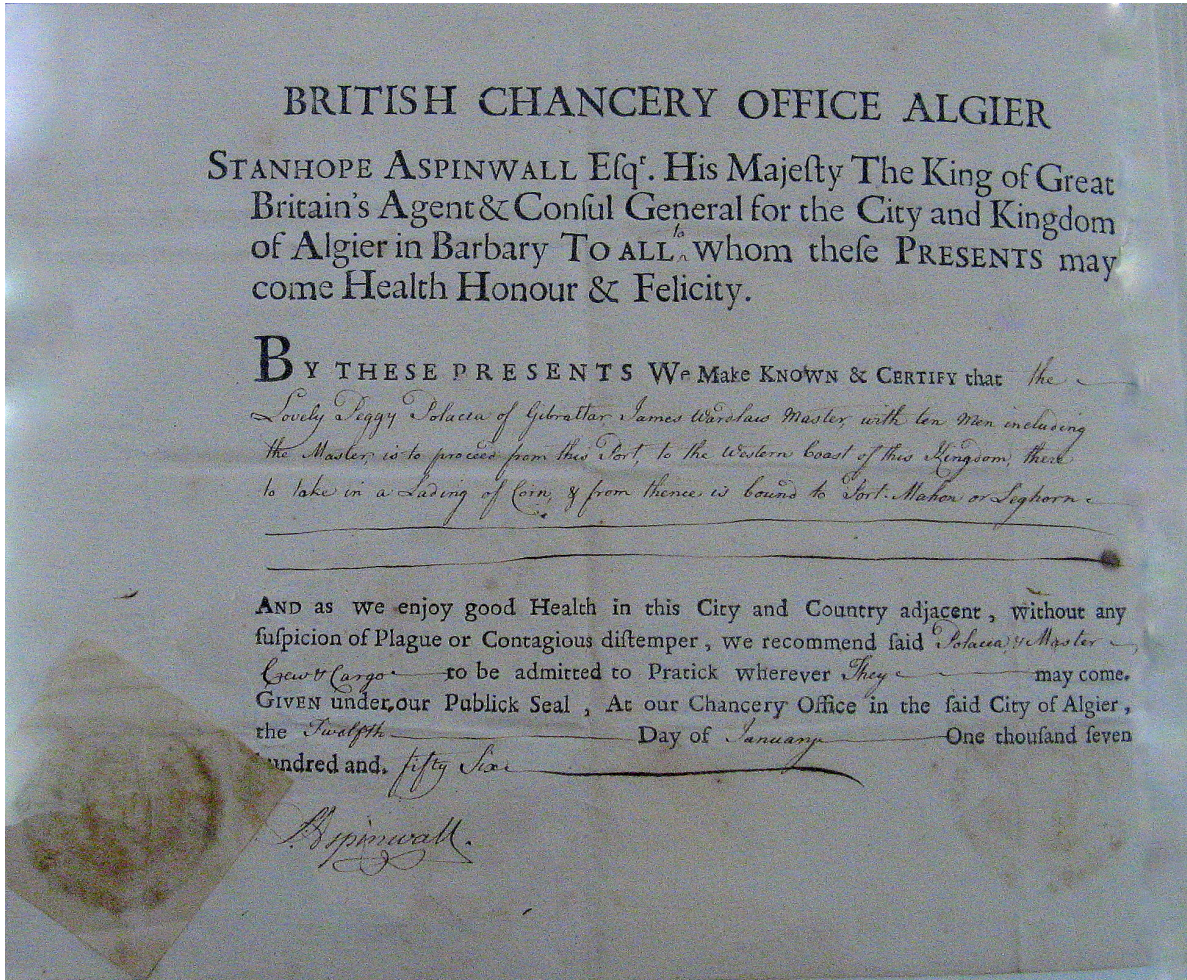 BRITISH CHANCERY OFFICE ALGIER
STANHOPE ASPINWALL Eſqʳ. His Majeſty The King of Great
Britain's Agent & Conſul General for the City and Kingdom
of Algier in Barbary TO ALL to Whom theſe PRESENTS may
come Health Honour & Felicity.
BY THESE PRESENTS We Make KNOWN & CERTIFY that the
Lovely Peggy Polacca of Gibraltar, James Warslaw Master, with ten Men including
the Master, is to proceed from this Port, to the Western Coast of this Kingdom, there
to take in a Lading of Corn, & from thence is bound to Port-Mahon or Leghorn
AND as we enjoy good Health in this City and Country adjacent, without any
ſuſpicion of Plague or Contagious diſtemper, we recommend ſaid Polacca, Master
Crew & Cargo to be admitted to Pratick wherever They may come.
GIVEN under our Publick Seal, At our Chancery Office in the ſaid City of Algier,
the Twelfth Day of January One thouſand ſeven
hundred and. fifty Six
SAspinwall.